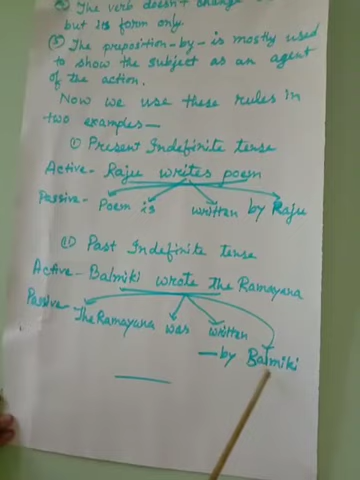 ② The verb doesn't change
but its form only.
③ The preposition -by- is mostly used
to show the subject as an agent
of the action.
Now we use these rules in
two examples—
① Present Indefinite tense
Active - Raju writes poem
Passive - Poem is written by Raju
⑪ Past Indefinite tense
Active - Balmiki wrote the Ramayana
Passive - The Ramayana was written
— by Balmiki